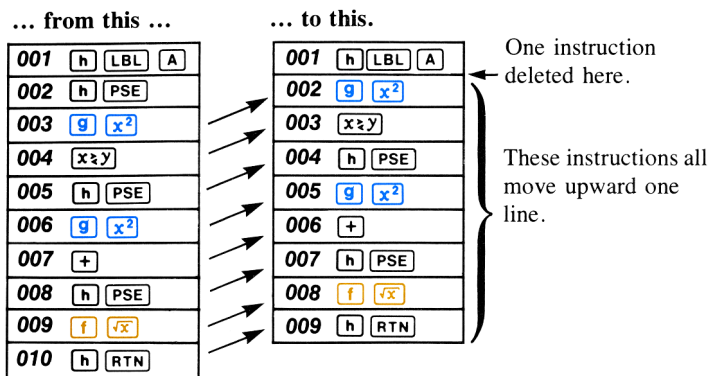 ... from this ...
001 h LBL A
002 h PSE
003 g x²
004 x≷y
005 h PSE
006 g x²
007 +
008 h PSE
009 f √x
010 h RTN
... to this.
001 h LBL A
002 g x²
003 x≷y
004 h PSE
005 g x²
006 +
007 h PSE
008 f √x
009 h RTN
One instruction
deleted here.
These instructions all
move upward one
line.